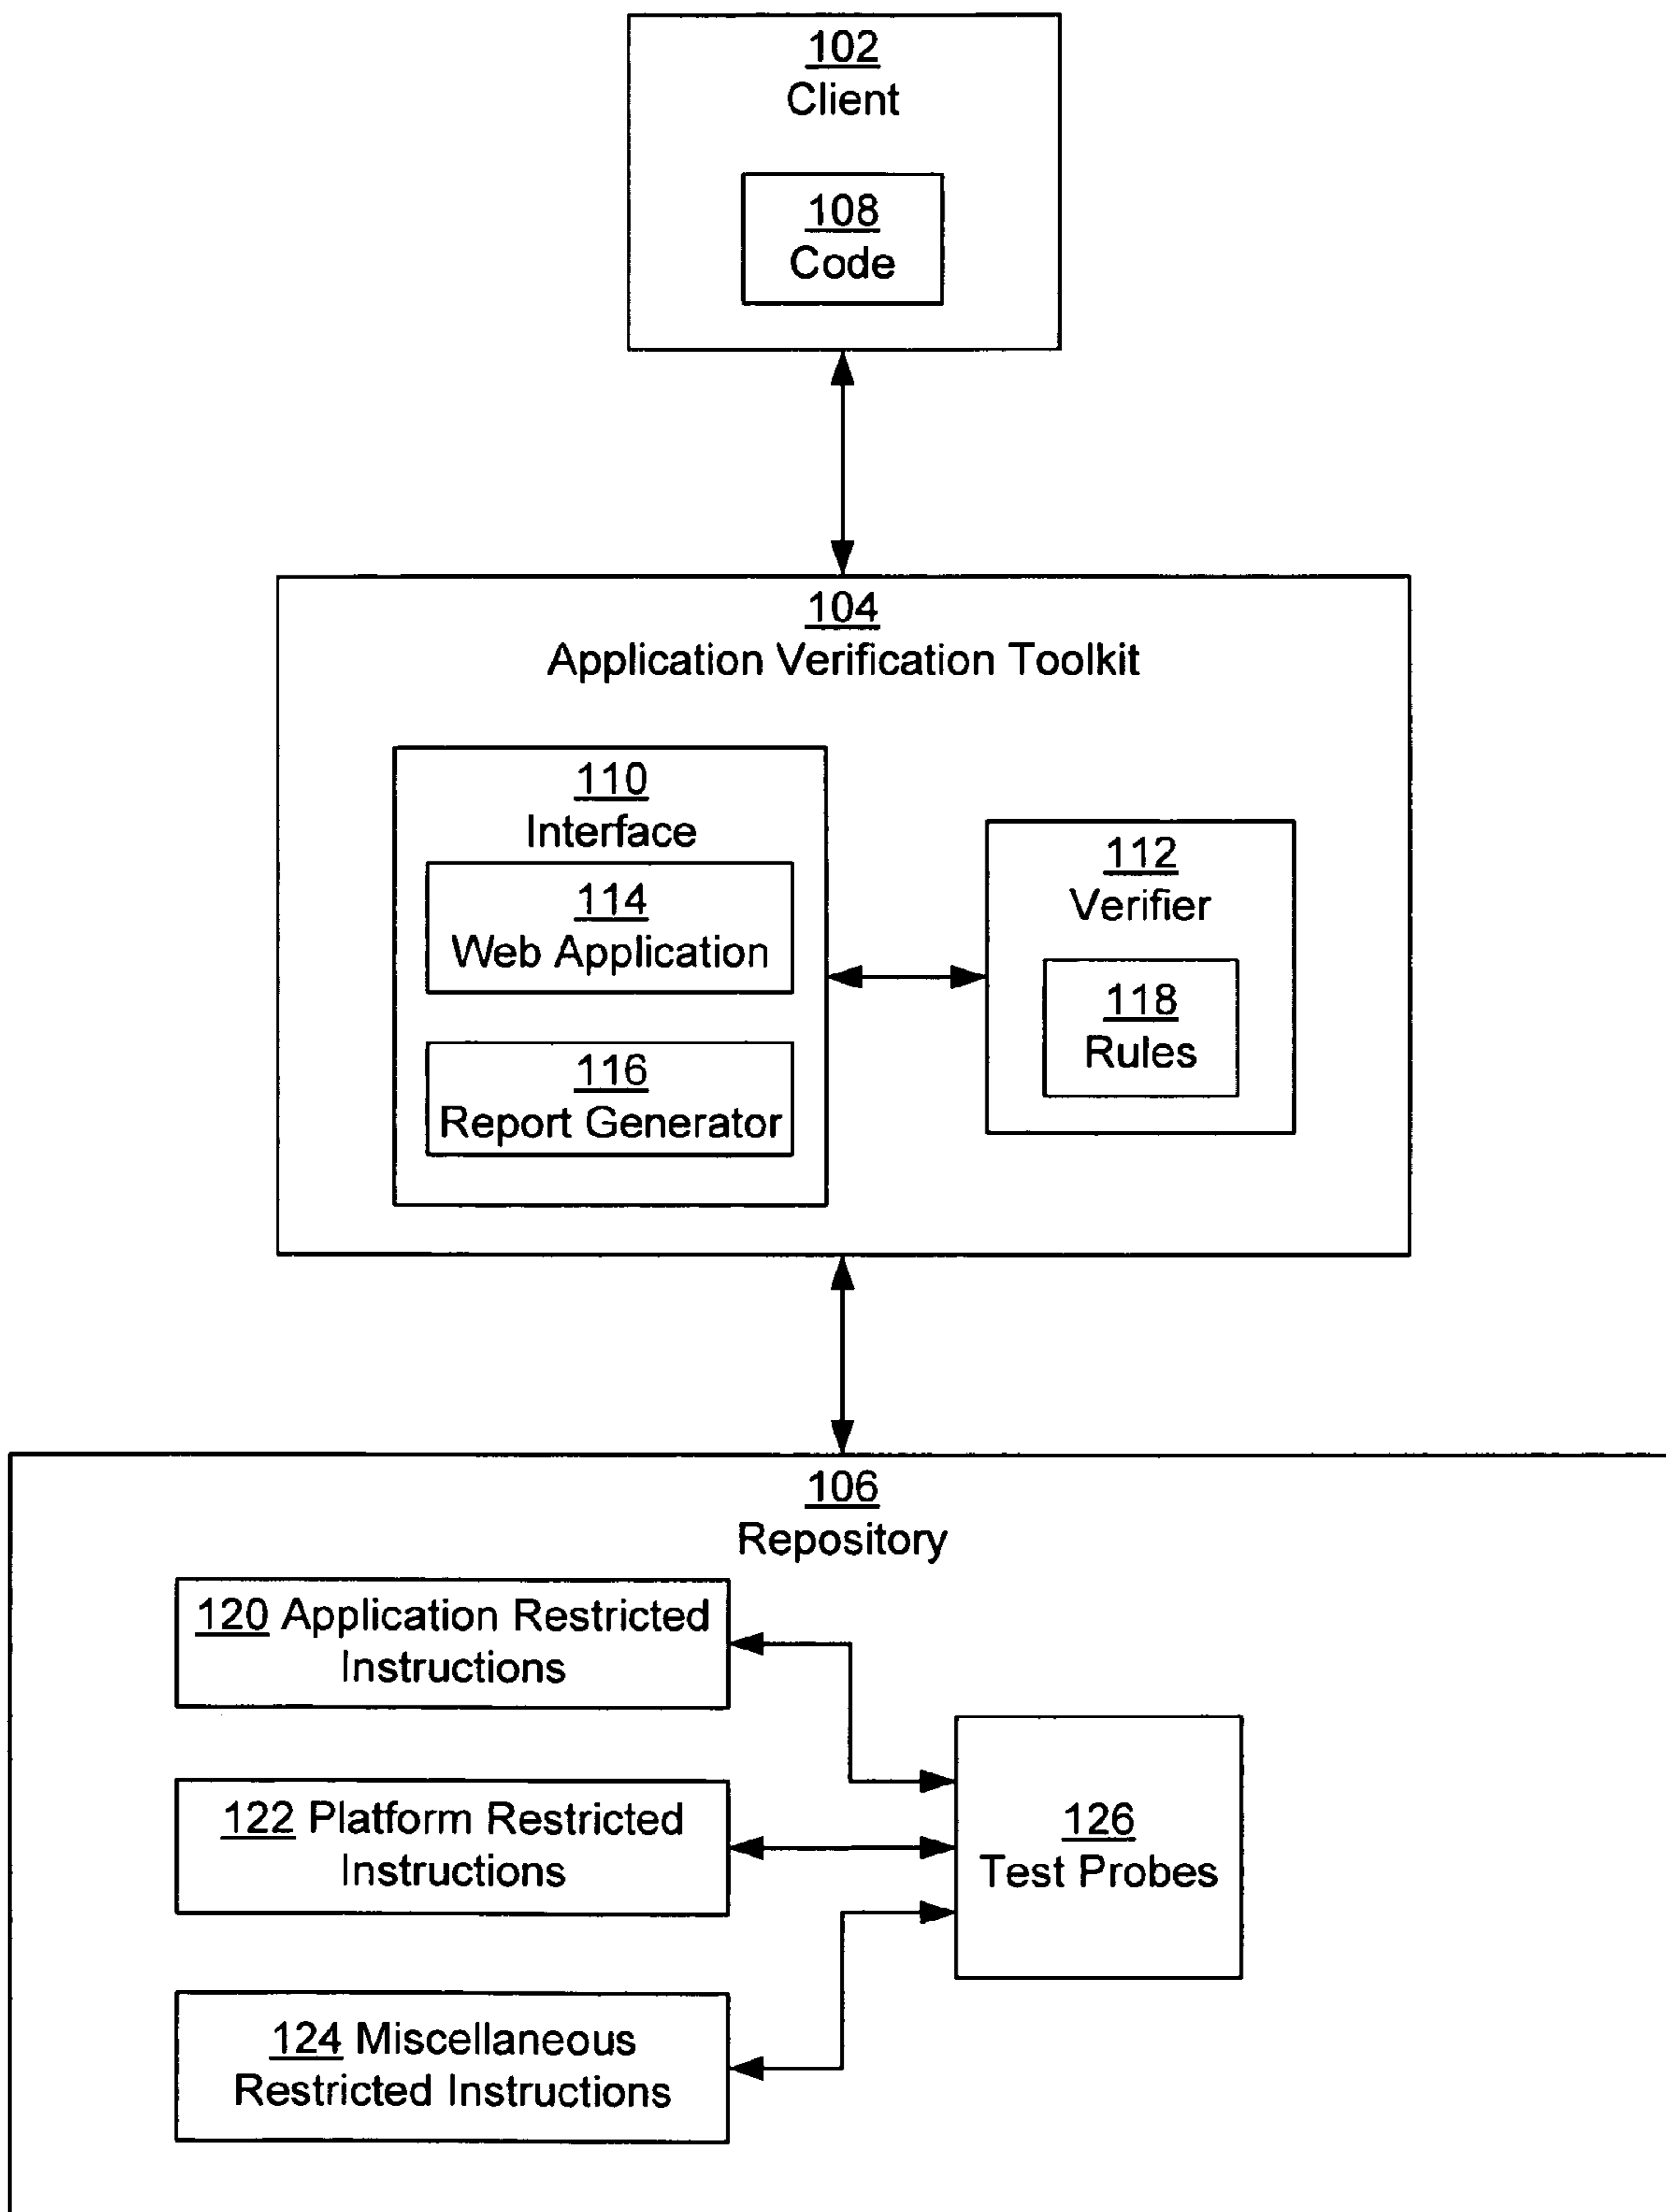 102
Client
108
Code
104
Application Verification Toolkit
110
Interface
114
Web Application
116
Report Generator
112
Verifier
118
Rules
106
Repository
120 Application Restricted
Instructions
122 Platform Restricted
Instructions
124 Miscellaneous
Restricted Instructions
126
Test Probes